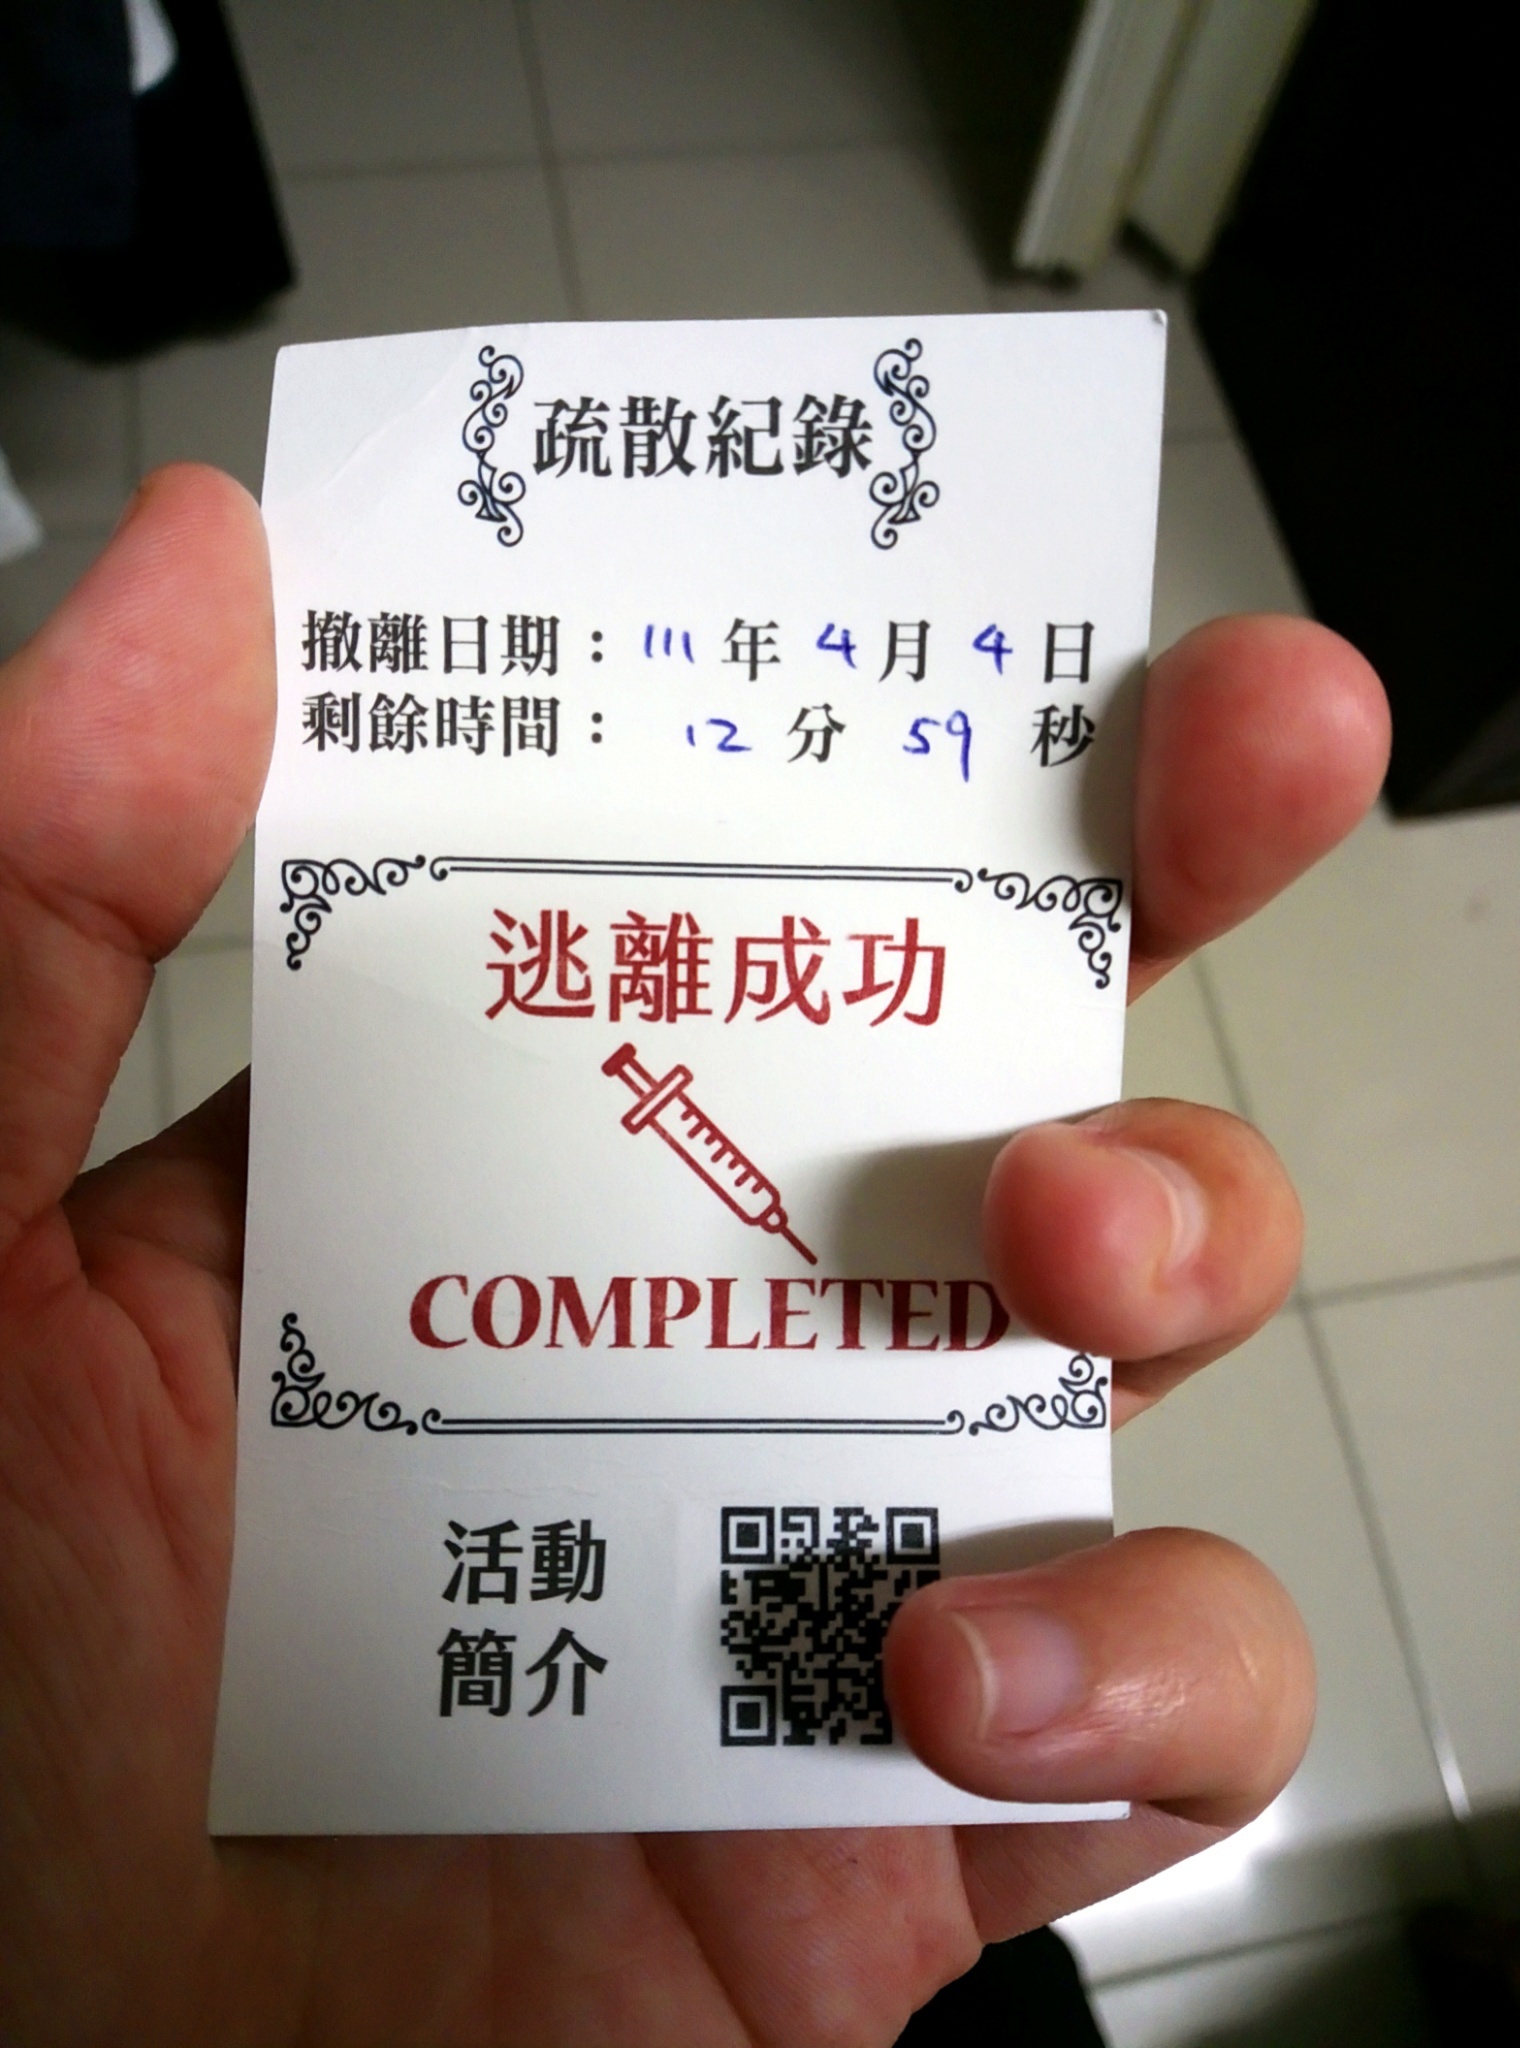 疏散紀錄
撤離日期：111年4月4日
剩餘時間：12分59秒
逃離成功
COMPLETED
活動
簡介